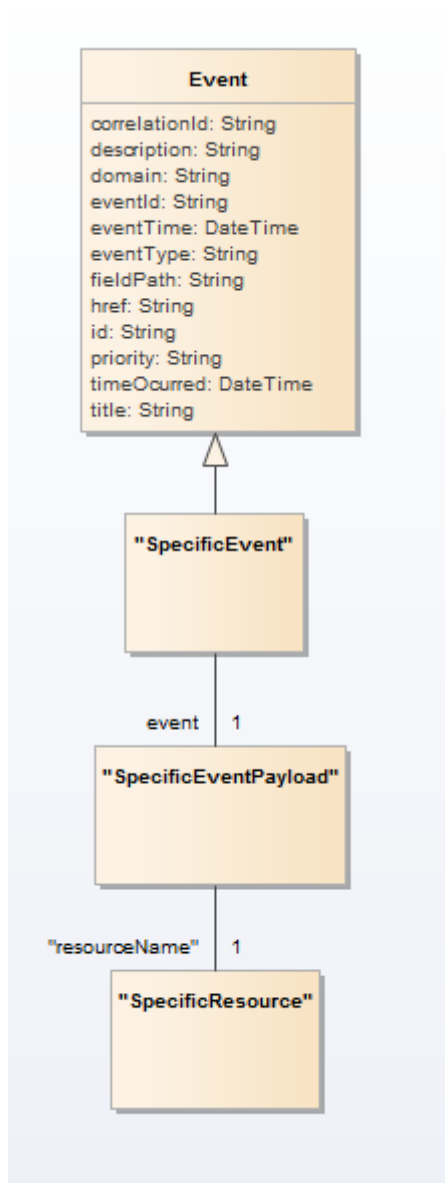 Event
correlationId: String
description: String
domain: String
eventId: String
eventTime: DateTime
eventType: String
fieldPath: String
href: String
id: String
priority: String
timeOcurred: DateTime
title: String
"SpecificEvent"
event 1
"SpecificEventPayload"
"resourceName" 1
"SpecificResource"